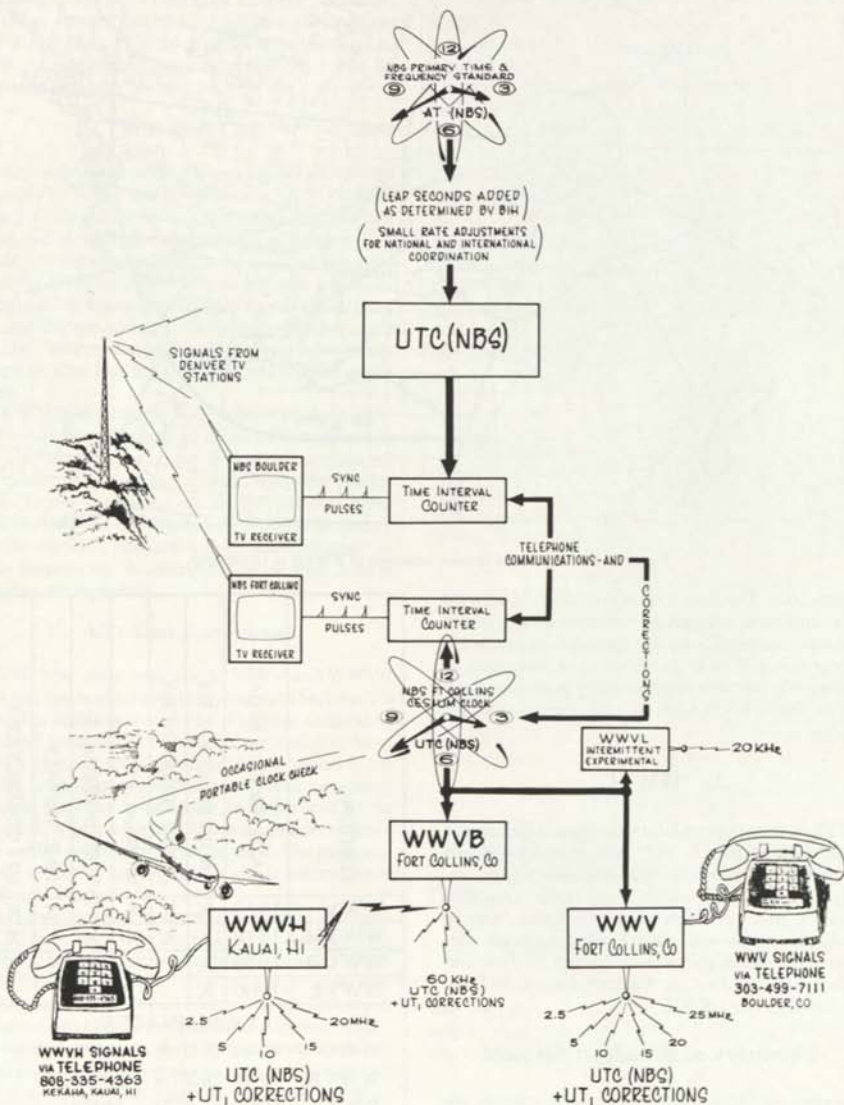 12
NBS PRIMARY TIME &
FREQUENCY STANDARD
9
3
AT (NBS)
6
(LEAP SECONDS ADDED
AS DETERMINED BY BIH)
(SMALL RATE ADJUSTMENTS
FOR NATIONAL AND INTERNATIONAL
COORDINATION)
UTC(NBS)
SIGNALS FROM
DENVER TV
STATIONS
NBS BOULDER
TV RECEIVER
SYNC
PULSES
TIME INTERVAL
COUNTER
TELEPHONE
COMMUNICATIONS-AND
CORRECTIONS
NBS FORT COLLINS
TV RECEIVER
SYNC
PULSES
TIME INTERVAL
COUNTER
12
NBS FT COLLINS
CESIUM CLOCK
9
3
UTC(NBS)
6
WWVL
INTERMITTENT
EXPERIMENTAL
20 KHz
OCCASIONAL
PORTABLE CLOCK CHECK
WWVB
FORT COLLINS, CO
60 KHz
UTC (NBS)
+UT₁ CORRECTIONS
WWVH
KAUAI, HI
2.5
5
10
15
20MHz
UTC (NBS)
+UT₁ CORRECTIONS
WWVH SIGNALS
VIA TELEPHONE
808-335-4363
KEKAHA, KAUAI, HI
WWV
FORT COLLINS, CO
2.5
5
10
15
20
25 MHz
UTC (NBS)
+UT₁ CORRECTIONS
WWV SIGNALS
VIA TELEPHONE
303-499-7111
BOULDER, CO